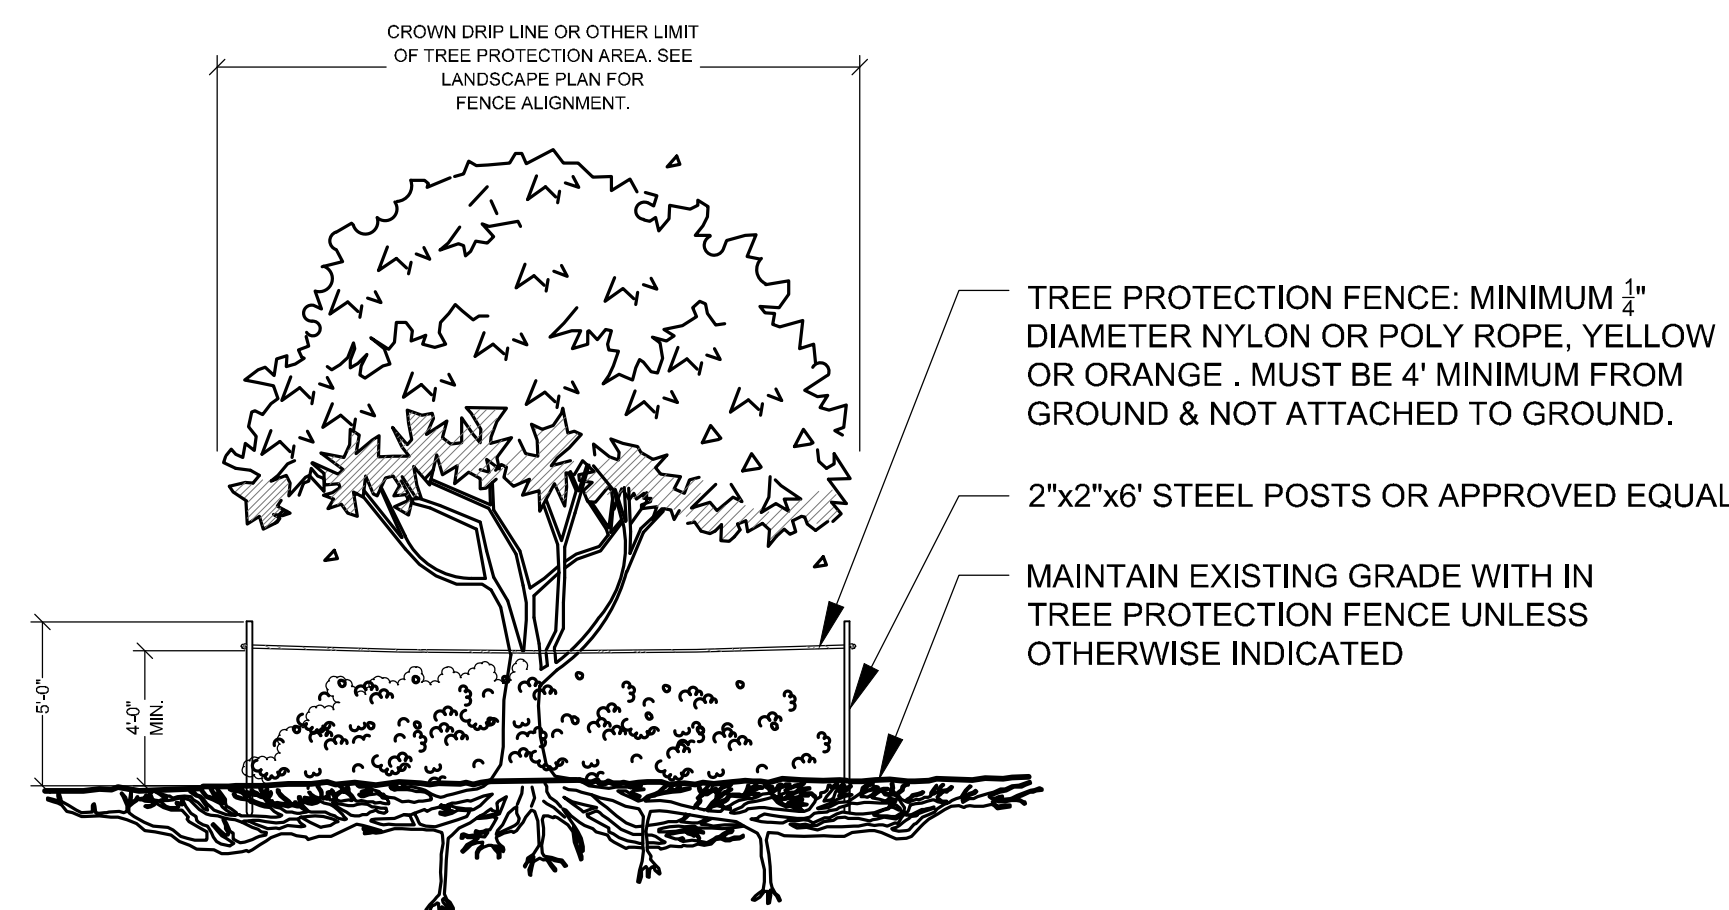 CROWN DRIP LINE OR OTHER LIMIT
OF TREE PROTECTION AREA. SEE
LANDSCAPE PLAN FOR
FENCE ALIGNMENT.
TREE PROTECTION FENCE: MINIMUM 1/4"
DIAMETER NYLON OR POLY ROPE, YELLOW
OR ORANGE . MUST BE 4' MINIMUM FROM
GROUND & NOT ATTACHED TO GROUND.
2"x2"x6' STEEL POSTS OR APPROVED EQUAL
MAINTAIN EXISTING GRADE WITH IN
TREE PROTECTION FENCE UNLESS
OTHERWISE INDICATED
5'-0"
4'-0"
MIN.